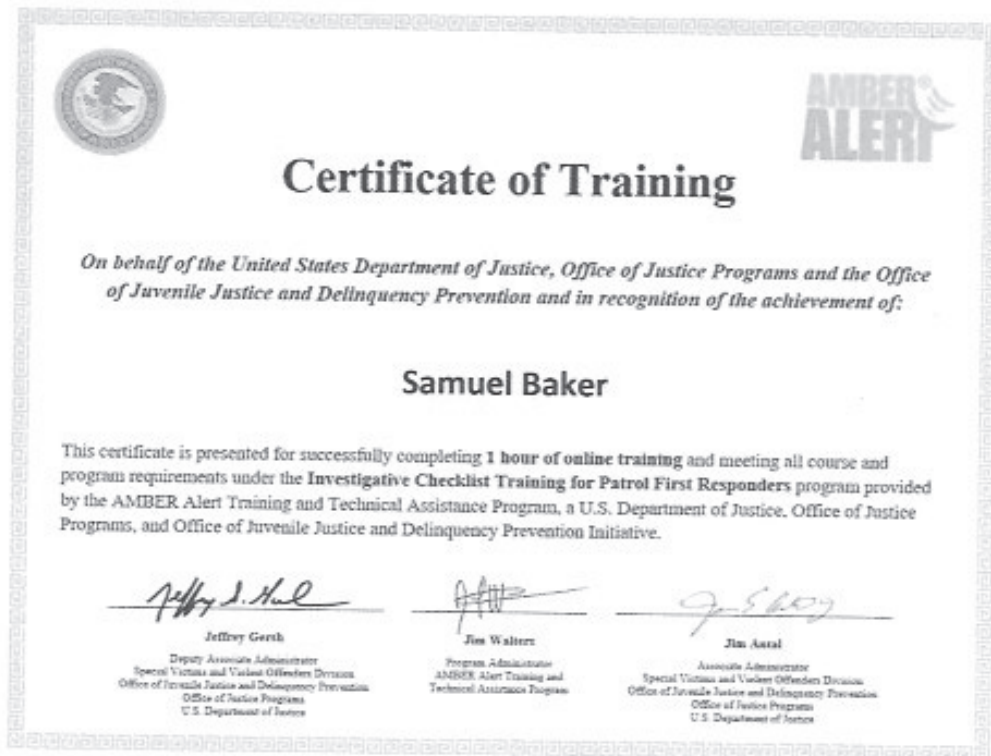 AMBER
ALERT
Certificate of Training
On behalf of the United States Department of Justice, Office of Justice Programs and the Office
of Juvenile Justice and Delinquency Prevention and in recognition of the achievement of:
Samuel Baker
This certificate is presented for successfully completing 1 hour of online training and meeting all course and
program requirements under the Investigative Checklist Training for Patrol First Responders program provided
by the AMBER Alert Training and Technical Assistance Program, a U.S. Department of Justice, Office of Justice
Programs, and Office of Juvenile Justice and Delinquency Prevention Initiative.
Jeffrey Gersh
Deputy Associate Administrator
Special Victims and Violent Offenders Division
Office of Juvenile Justice and Delinquency Prevention
Office of Justice Programs
U.S. Department of Justice
Jim Walters
Program Administrator
AMBER Alert Training and
Technical Assistance Program
Jim Antal
Associate Administrator
Special Victims and Violent Offenders Division
Office of Juvenile Justice and Delinquency Prevention
Office of Justice Programs
U.S. Department of Justice